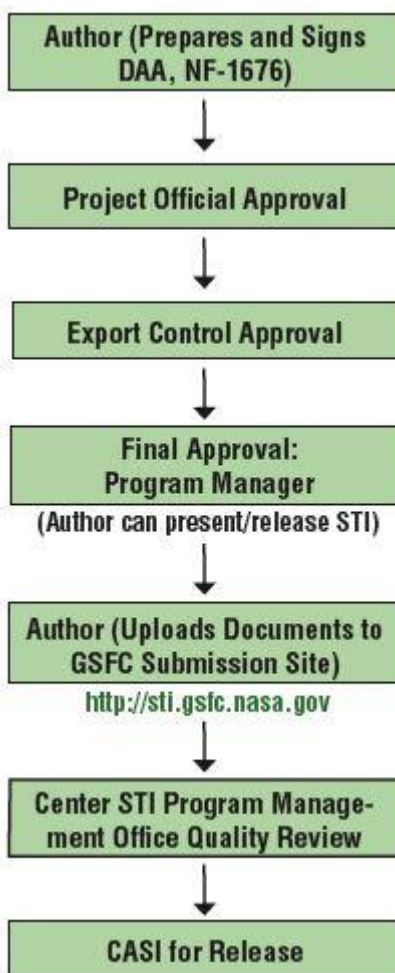 Author (Prepares and Signs
DAA, NF-1676)
Project Official Approval
Export Control Approval
Final Approval:
Program Manager
(Author can present/release STI)
Author (Uploads Documents to
GSFC Submission Site)
http://sti.gsfc.nasa.gov
Center STI Program Manage-
ment Office Quality Review
CASI for Release